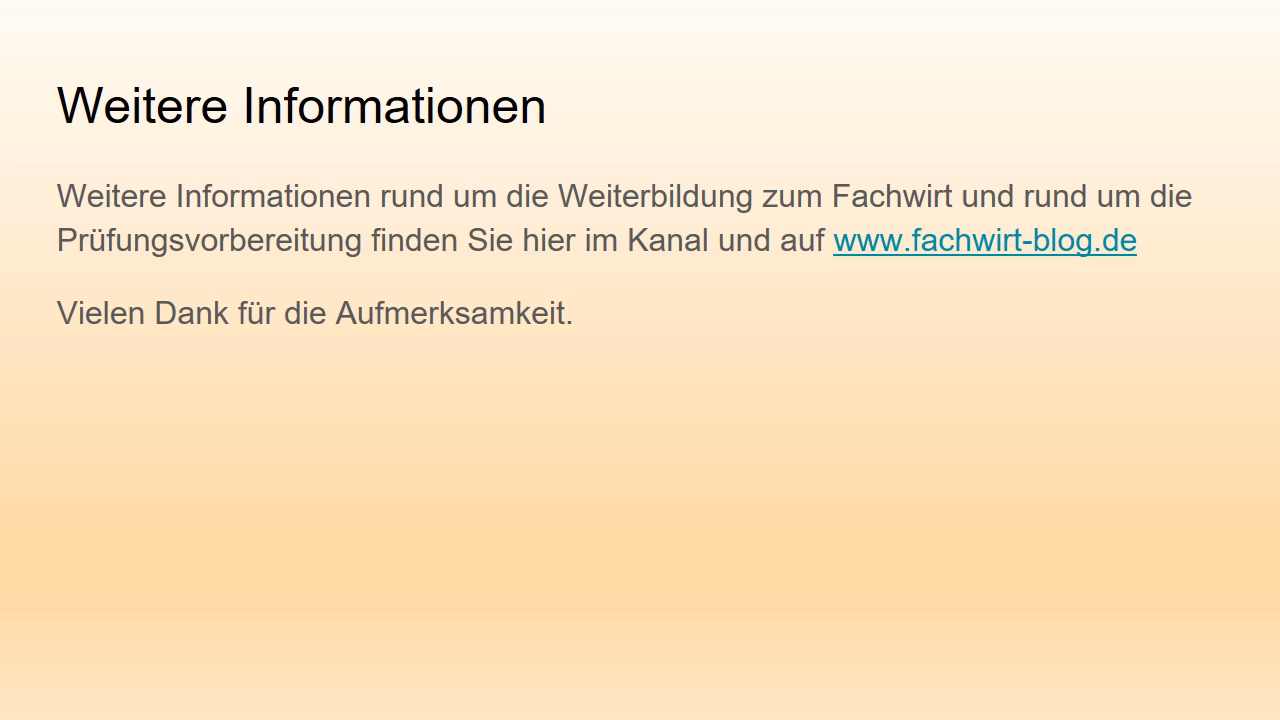 Weitere Informationen
Weitere Informationen rund um die Weiterbildung zum Fachwirt und rund um die
Prüfungsvorbereitung finden Sie hier im Kanal und auf www.fachwirt-blog.de
Vielen Dank für die Aufmerksamkeit.